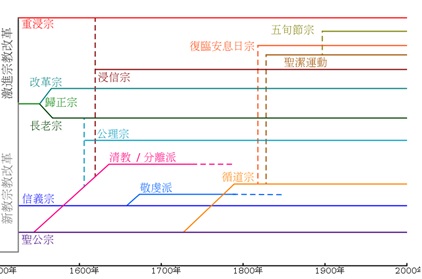 重浸宗
五旬節宗
復臨安息日宗
聖潔運動
浸信宗
改革宗
歸正宗
長老宗
公理宗
清教 / 分離派
敬虔派
循道宗
信義宗
聖公宗
激進宗教改革
新教宗教改革
00年
1600年
1700年
1800年
1900年
2000年